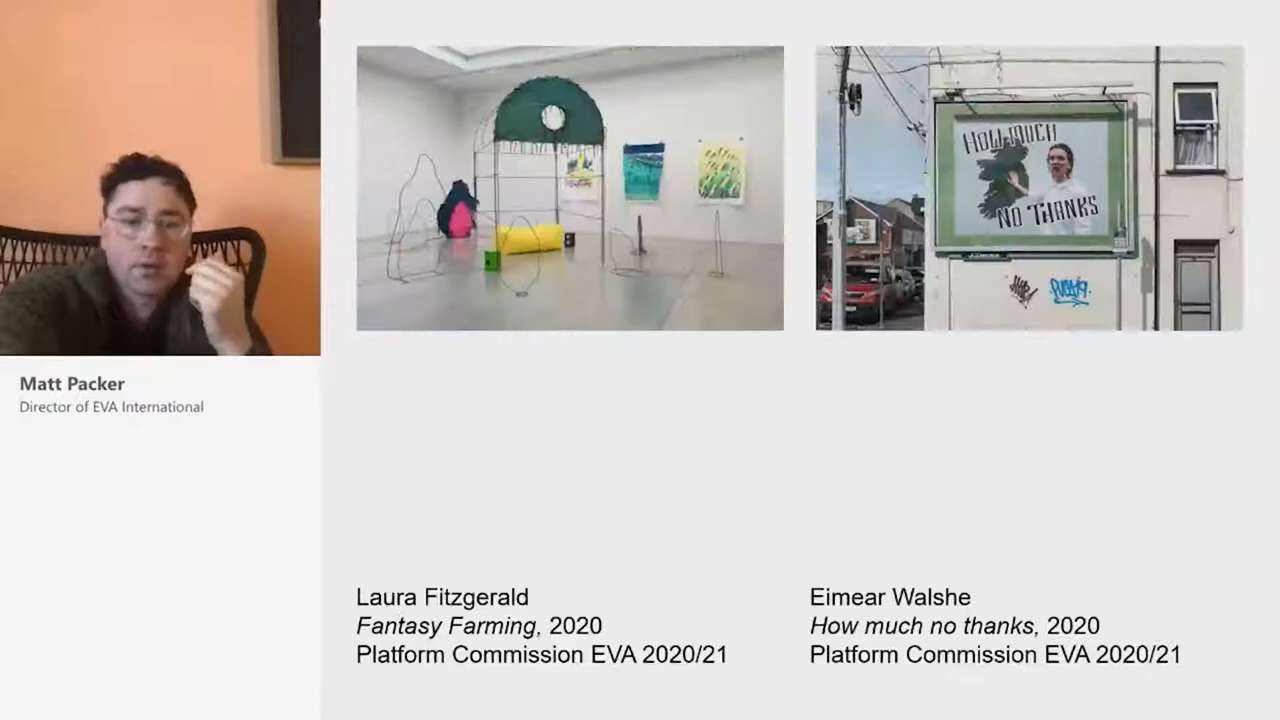 HOW MUCH
NO THANKS
Matt Packer
Director of EVA International
Laura Fitzgerald
Fantasy Farming, 2020
Platform Commission EVA 2020/21
Eimear Walshe
How much no thanks, 2020
Platform Commission EVA 2020/21